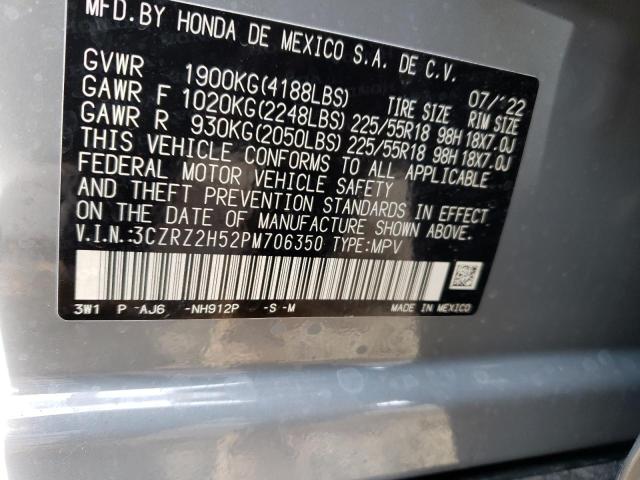 MFD.BY HONDA DE MEXICO S.A. DE C.V.
07/'22
GVWR 1900KG(4188LBS) TIRE SIZE RIM SIZE
GAWR F 1020KG(2248LBS) 225/55R18 98H 18X7.0J
GAWR R 930KG(2050LBS) 225/55R18 98H 18X7.0J
THIS VEHICLE CONFORMS TO ALL APPLICABLE
FEDERAL MOTOR VEHICLE SAFETY
AND THEFT PREVENTION STANDARDS
ON THE DATE OF MANUFACTURE SHOWN ABOVE.
V.I.N.:3CZRZ2H52PM706350 TYPE:MPV
3W1 P -AJ6 -NH912P -S -M MADE IN MEXICO